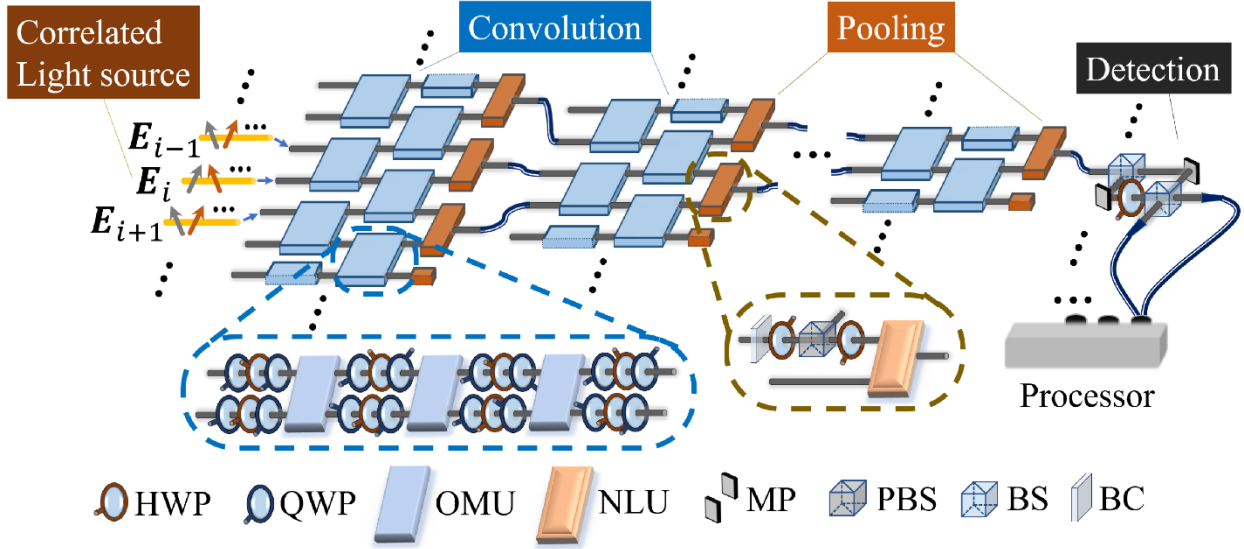 Correlated
Light source
Convolution
Pooling
Detection
E_{i-1}
E_i
E_{i+1}
Processor
HWP
QWP
OMU
NLU
MP
PBS
BS
BC